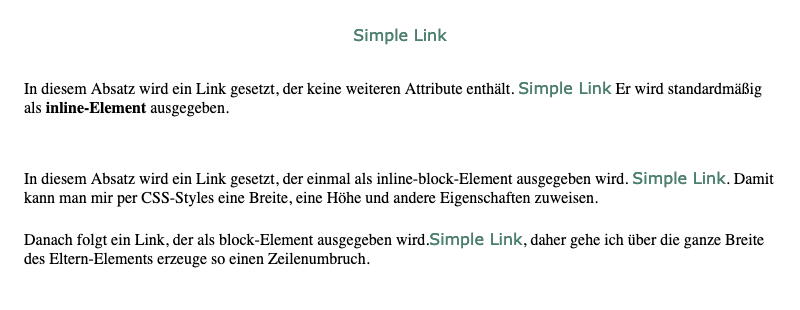 Simple Link
In diesem Absatz wird ein Link gesetzt, der keine weiteren Attribute enthält. Simple Link Er wird standardmäßig
als inline-Element ausgegeben.
In diesem Absatz wird ein Link gesetzt, der einmal als inline-block-Element ausgegeben wird. Simple Link. Damit
kann man mir per CSS-Styles eine Breite, eine Höhe und andere Eigenschaften zuweisen.
Danach folgt ein Link, der als block-Element ausgegeben wird.Simple Link, daher gehe ich über die ganze Breite
des Eltern-Elements erzeuge so einen Zeilenumbruch.